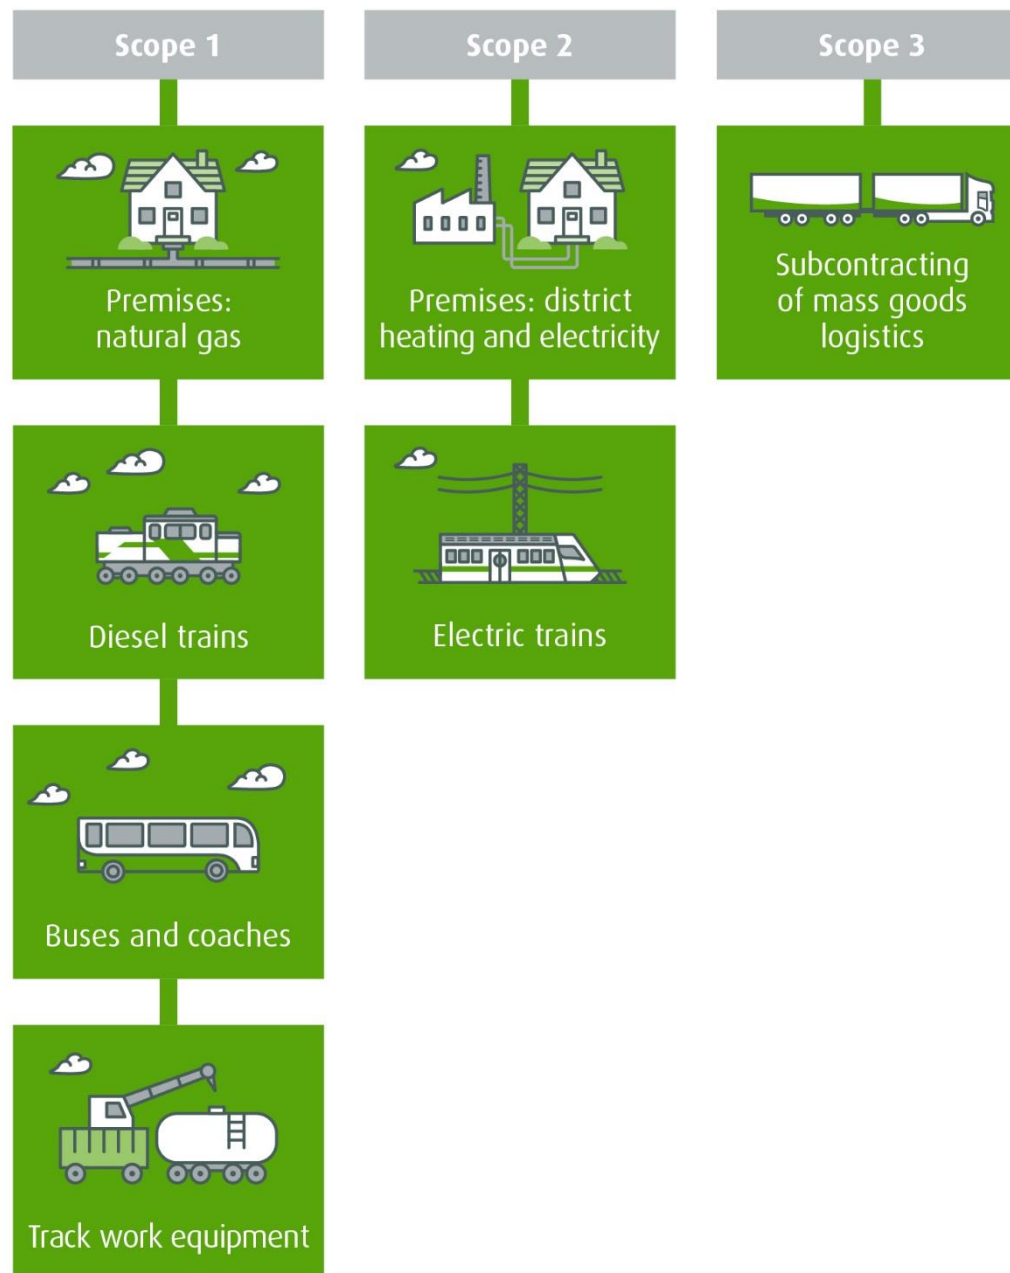 Scope 1
Premises:
natural gas
Diesel trains
Buses and coaches
Track work equipment
Scope 2
Premises: district
heating and electricity
Electric trains
Scope 3
Subcontracting
of mass goods
logistics